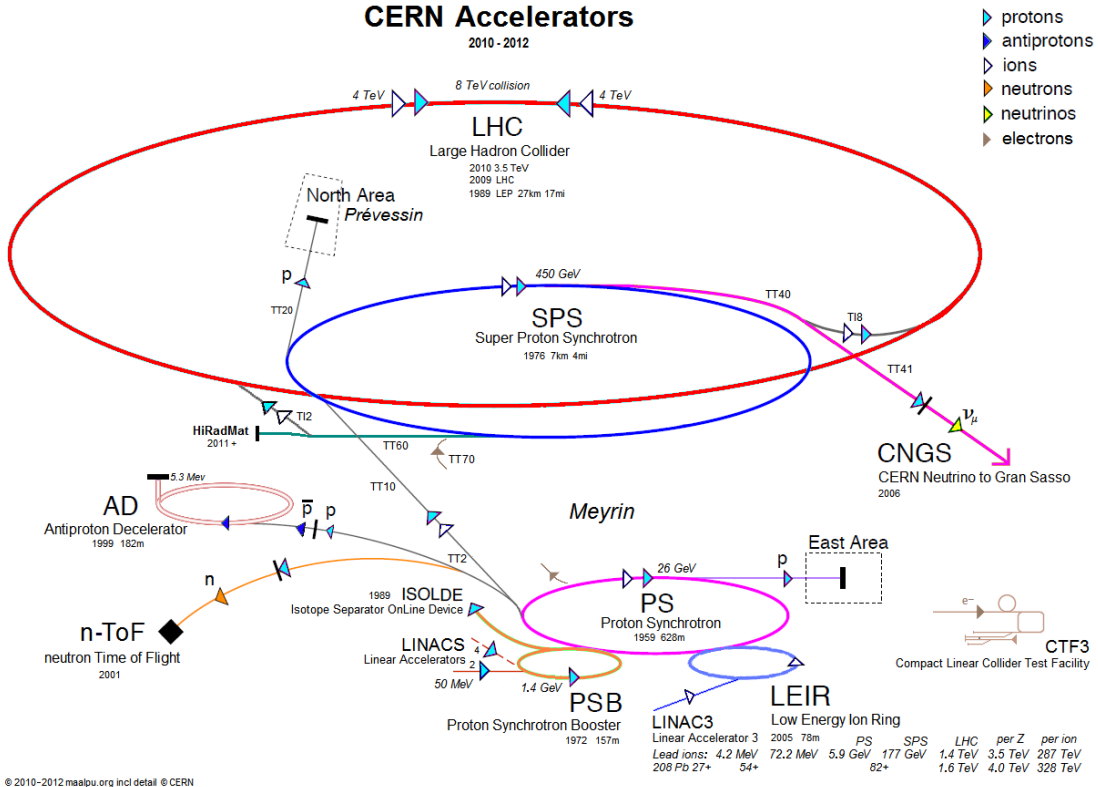 CERN Accelerators
2010 - 2012
protons
antiprotons
ions
neutrons
neutrinos
electrons
4 TeV
8 TeV collision
4 TeV
LHC
Large Hadron Collider
2010 3.5 TeV
2009 LHC
1989 LEP 27km 17mi
North Area
Prévessin
p
TT20
450 GeV
TT40
SPS
Super Proton Synchrotron
1976 7km 4mi
TI8
TT41
TI2
HiRadMat
2011 +
TT60
TT70
νμ
CNGS
CERN Neutrino to Gran Sasso
2006
5.3 Mev
TT10
AD
Antiproton Decelerator
1999 182m
p̅
p
Meyrin
TT2
East Area
p
n
26 GeV
1989 ISOLDE
Isotope Separator OnLine Device
PS
Proton Synchrotron
1959 628m
e−
n-ToF
neutron Time of Flight
2001
LINACS
Linear Accelerators
4
2
50 MeV
1.4 GeV
CTF3
Compact Linear Collider Test Facility
PSB
Proton Synchrotron Booster
1972 157m
LEIR
Low Energy Ion Ring
2005 78m
LINAC3
Linear Accelerator 3
PS SPS LHC per Z per ion
Lead ions: 4.2 MeV 72.2 MeV 5.9 GeV 177 GeV 1.4 TeV 3.5 TeV 287 TeV
208 Pb 27+ 54+ 82+ 1.6 TeV 4.0 TeV 328 TeV
© 2010-2012 maalpu.org incl detail © CERN